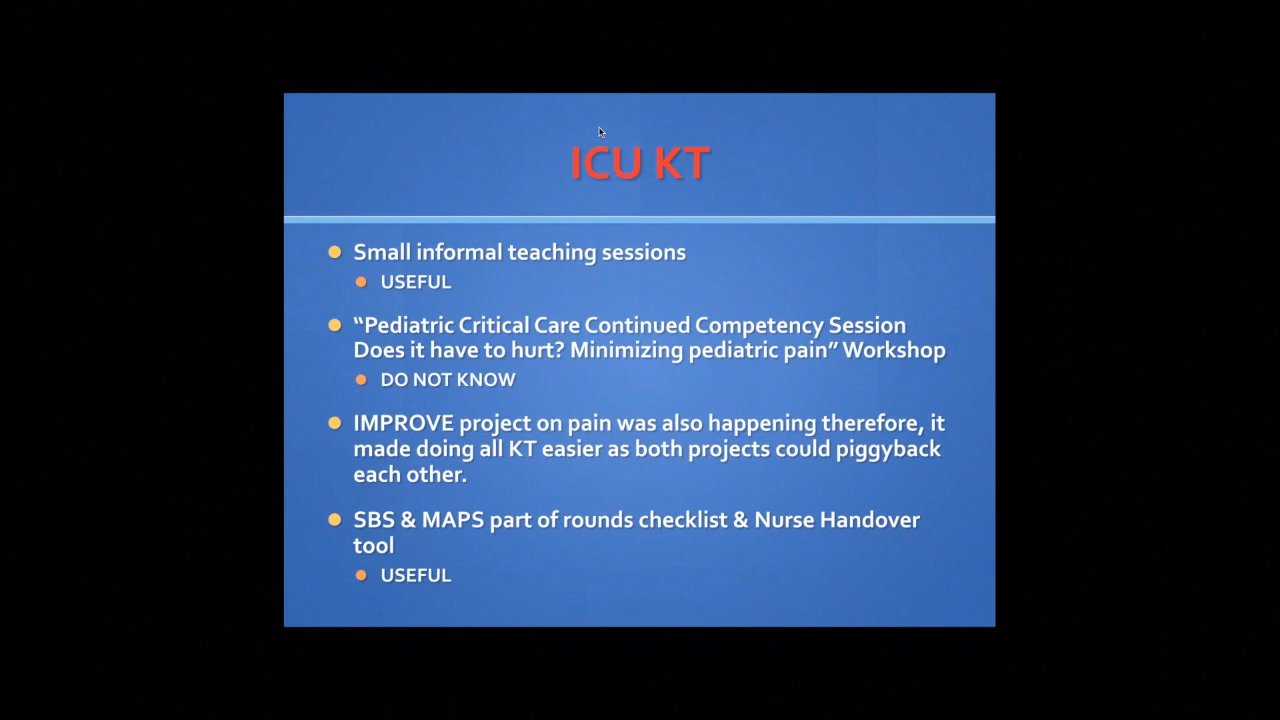 ICU KT
Small informal teaching sessions
USEFUL
“Pediatric Critical Care Continued Competency Session
Does it have to hurt? Minimizing pediatric pain” Workshop
DO NOT KNOW
IMPROVE project on pain was also happening therefore, it
made doing all KT easier as both projects could piggyback
each other.
SBS & MAPS part of rounds checklist & Nurse Handover
tool
USEFUL